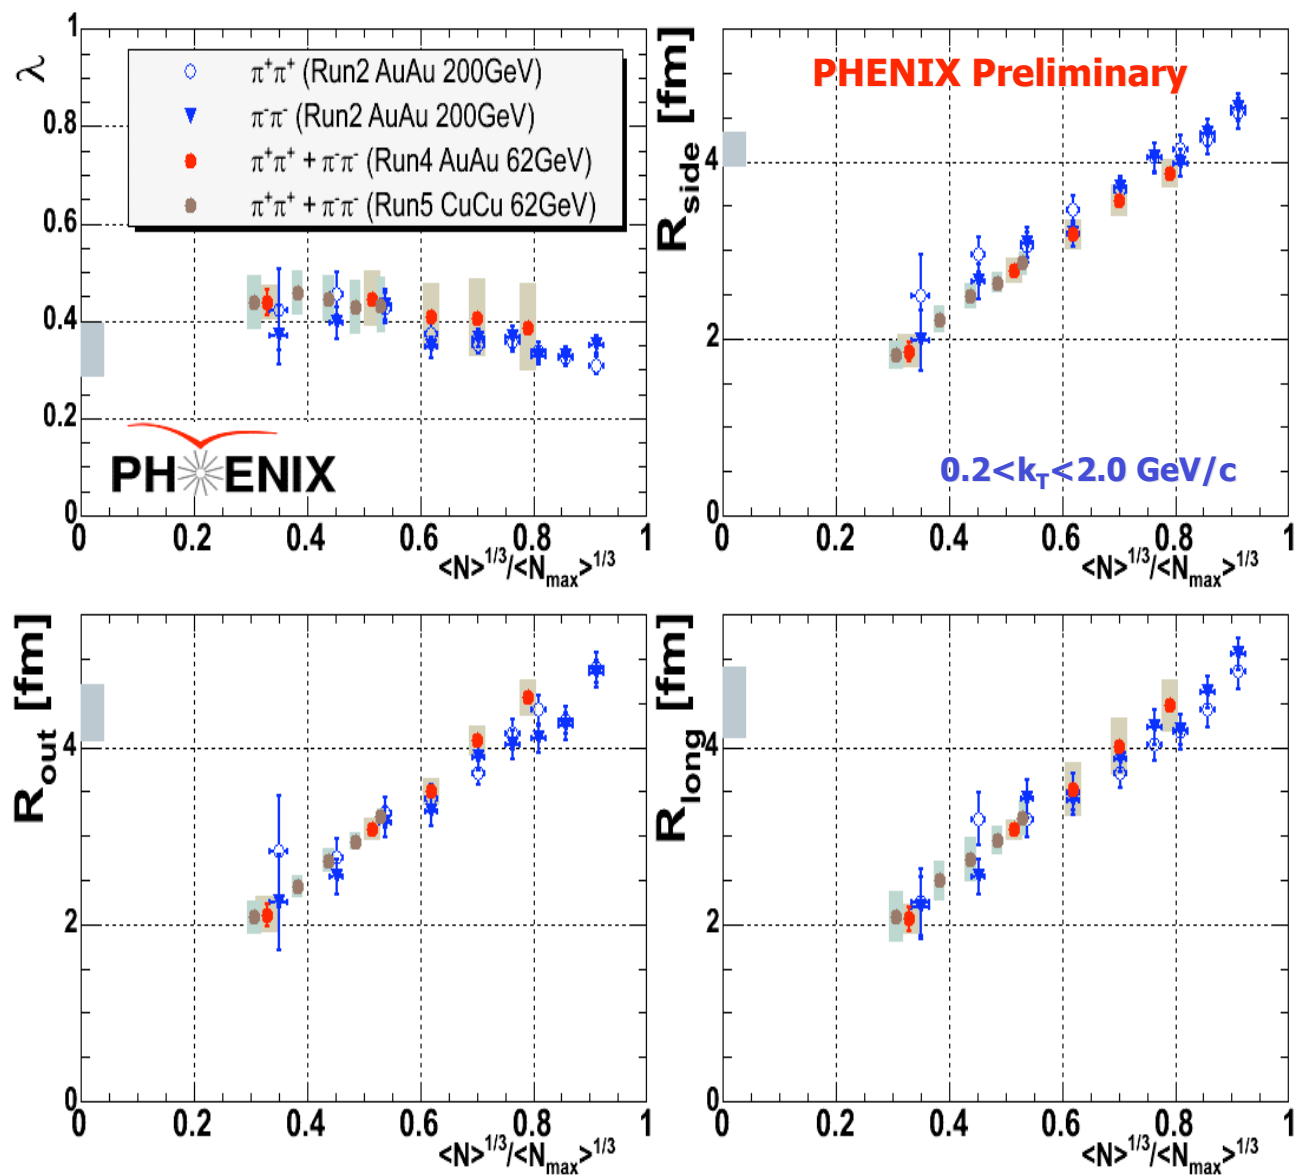 λ
1
0.8
0.6
0.4
0.2
0
π⁺π⁺ (Run2 AuAu 200GeV)
π⁻π⁻ (Run2 AuAu 200GeV)
π⁺π⁺ + π⁻π⁻ (Run4 AuAu 62GeV)
π⁺π⁺ + π⁻π⁻ (Run5 CuCu 62GeV)
PHENIX
0 0.2 0.4 0.6 0.8 1
<N>^1/3/<N_max>^1/3
R_side [fm]
PHENIX Preliminary
4
2
0
0.2<k_T<2.0 GeV/c
0 0.2 0.4 0.6 0.8 1
<N>^1/3/<N_max>^1/3
R_out [fm]
4
2
0
0 0.2 0.4 0.6 0.8 1
<N>^1/3/<N_max>^1/3
R_long [fm]
4
2
0
0 0.2 0.4 0.6 0.8 1
<N>^1/3/<N_max>^1/3